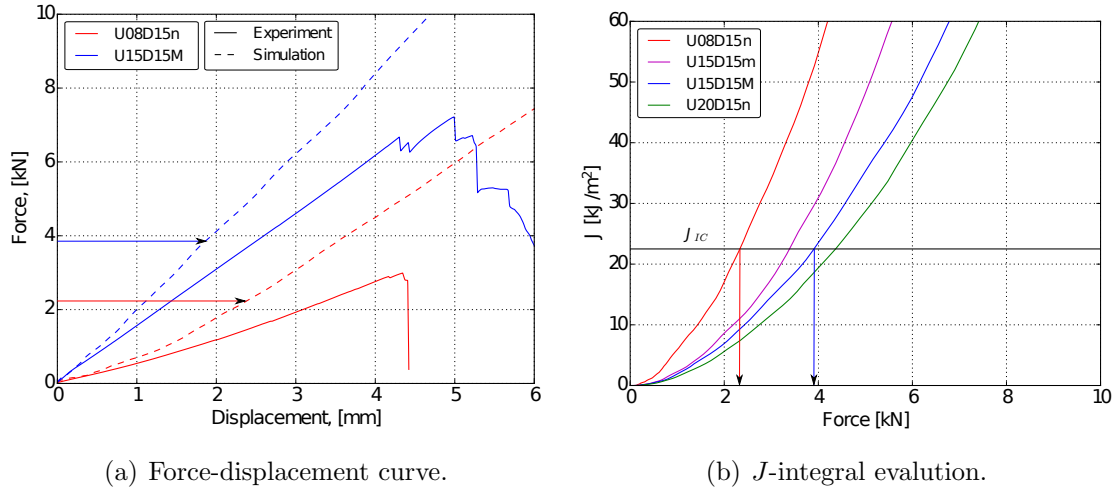 10
8
6
4
2
0
0 1 2 3 4 5 6
Force, [kN]
Displacement, [mm]
U08D15n
U15D15M
Experiment
Simulation
(a) Force-displacement curve.
60
50
40
30
20
10
0
0 2 4 6 8 10
J [kJ/m²]
Force [kN]
U08D15n
U15D15m
U15D15M
U20D15n
J IC
(b) J-integral evalution.